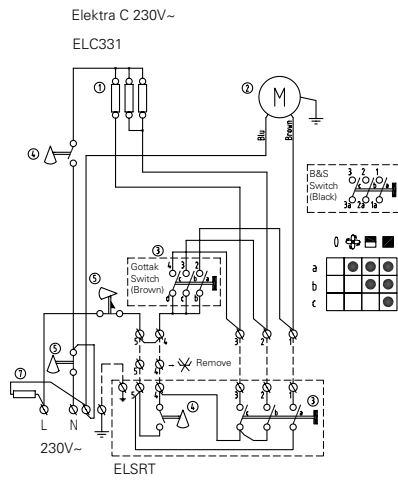 Elektra C 230V~
ELC331
① ②
M
Blu
Brown
④
B&S
Switch
(Black)
3 2 1
c b a
3a 2a 1a
③
Gottak
Switch
(Brown)
4 3 2
c b a
d c b
0
a
b
c
⑤
5 4 3 2 1
⑤
5 4 Remove
⑦
5 4 3 2 1
④
c b a
③
L N
230V~
ELSRT